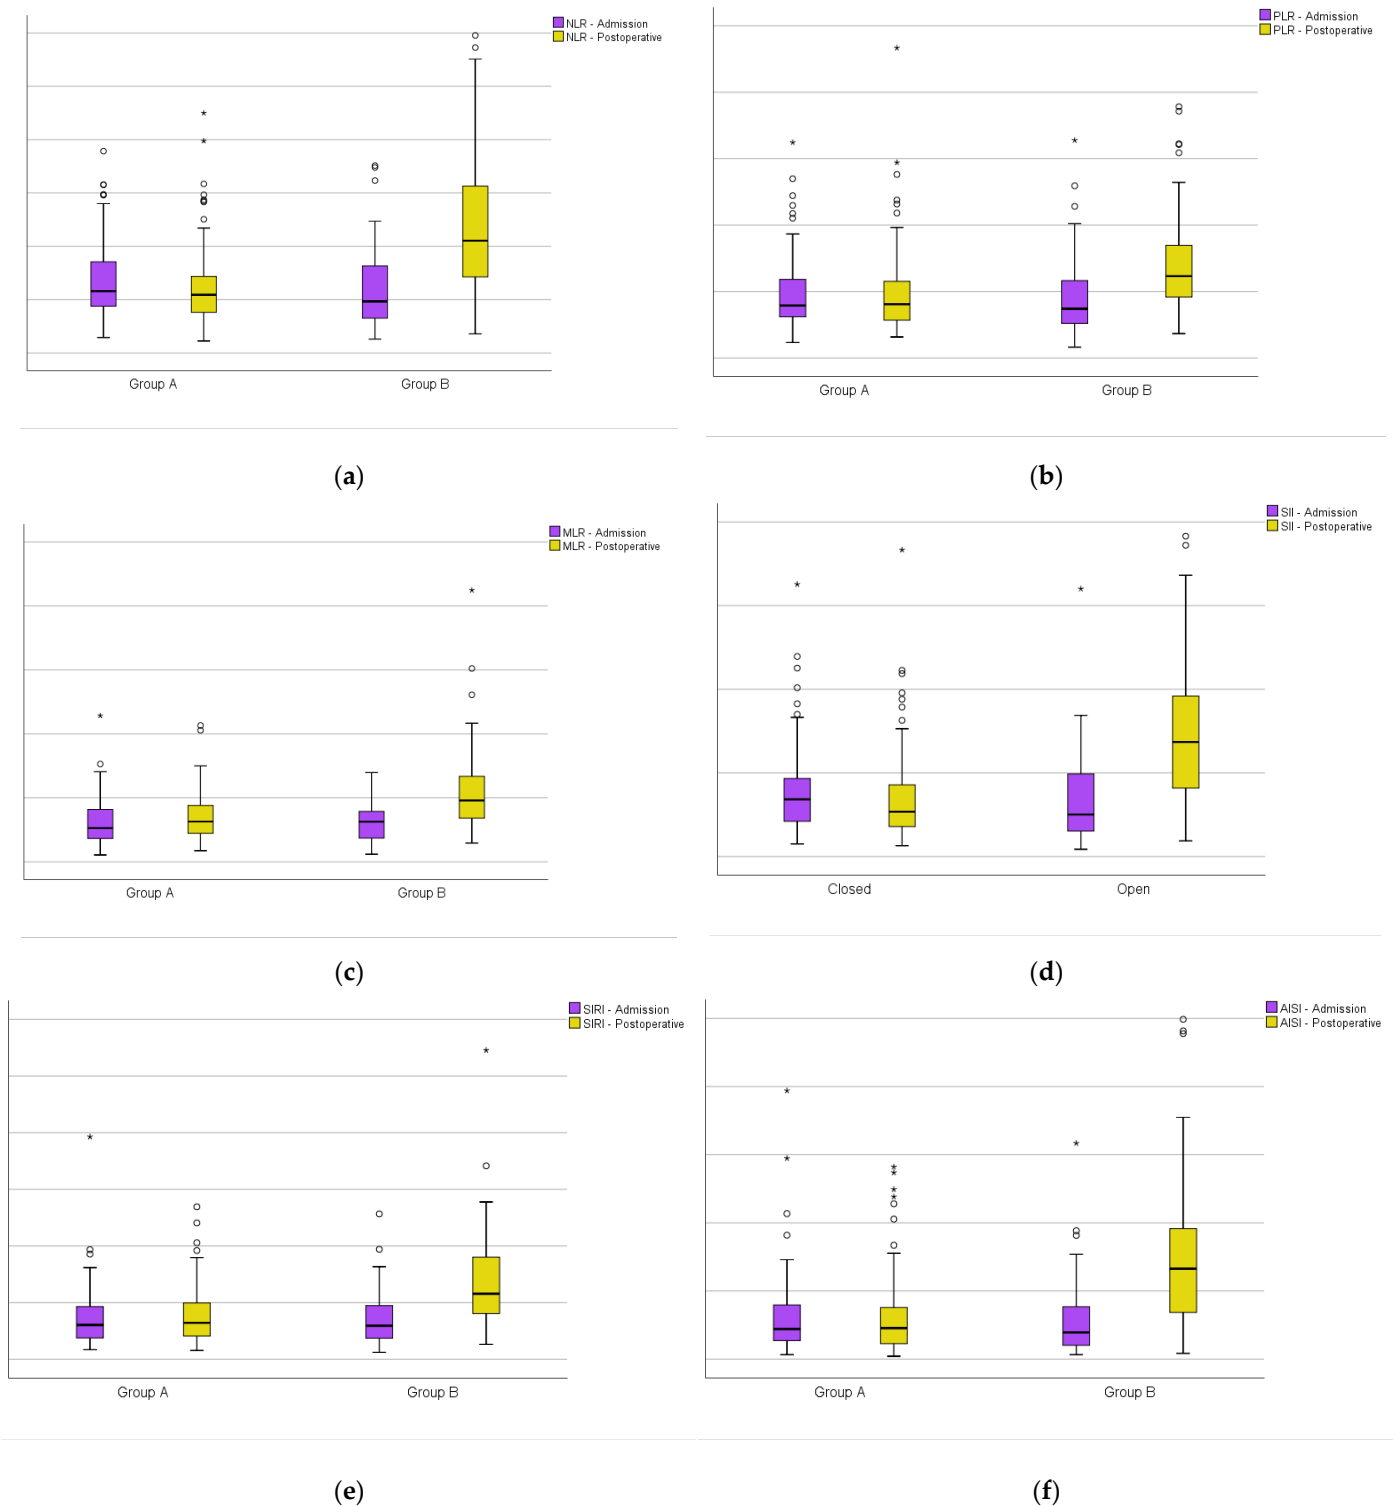 NLR - Admission
NLR - Postoperative
Group A
Group B
(a)
PLR - Admission
PLR - Postoperative
Group A
Group B
(b)
MLR - Admission
MLR - Postoperative
Group A
Group B
(c)
SII - Admission
SII - Postoperative
Closed
Open
(d)
SIRI - Admission
SIRI - Postoperative
Group A
Group B
(e)
AISI - Admission
AISI - Postoperative
Group A
Group B
(f)